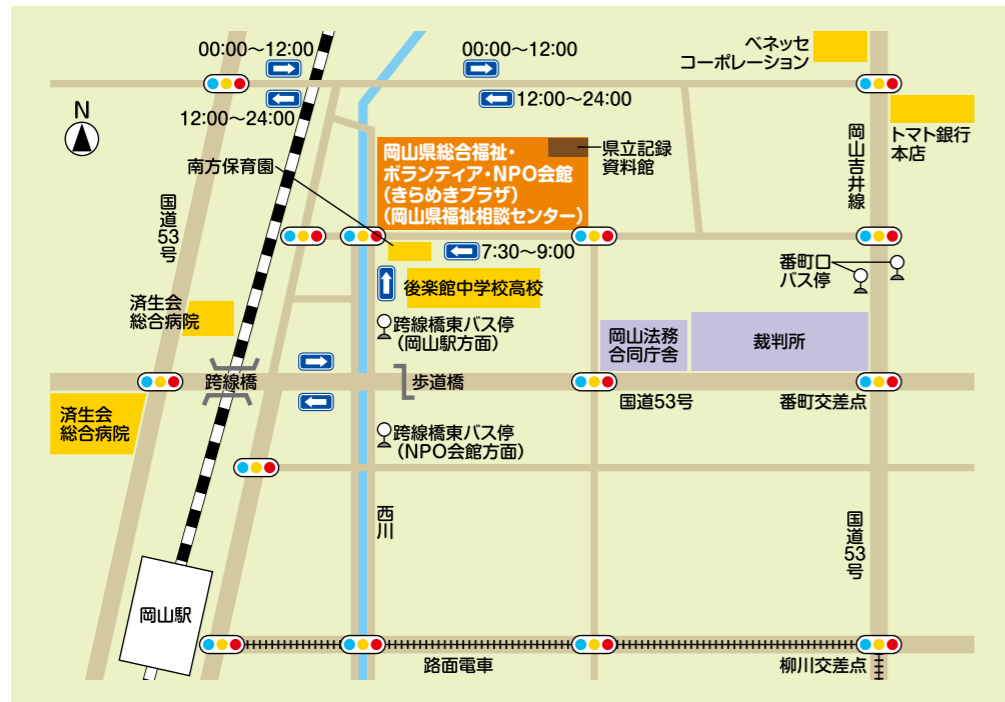 00:00〜12:00
00:00〜12:00
ベネッセ
コーポレーション
12:00〜24:00
12:00〜24:00
N
トマト銀行
本店
岡山吉井線
岡山県総合福祉・
ボランティア・NPO会館
(きらめきプラザ)
(岡山県福祉相談センター)
県立記録
資料館
南方保育園
国道53号
7:30〜9:00
番町口
バス停
後楽館中学校高校
済生会
総合病院
跨線橋東バス停
(岡山駅方面)
岡山法務
合同庁舎
裁判所
跨線橋
歩道橋
国道53号
番町交差点
済生会
総合病院
跨線橋東バス停
(NPO会館方面)
西川
国道53号
岡山駅
路面電車
柳川交差点